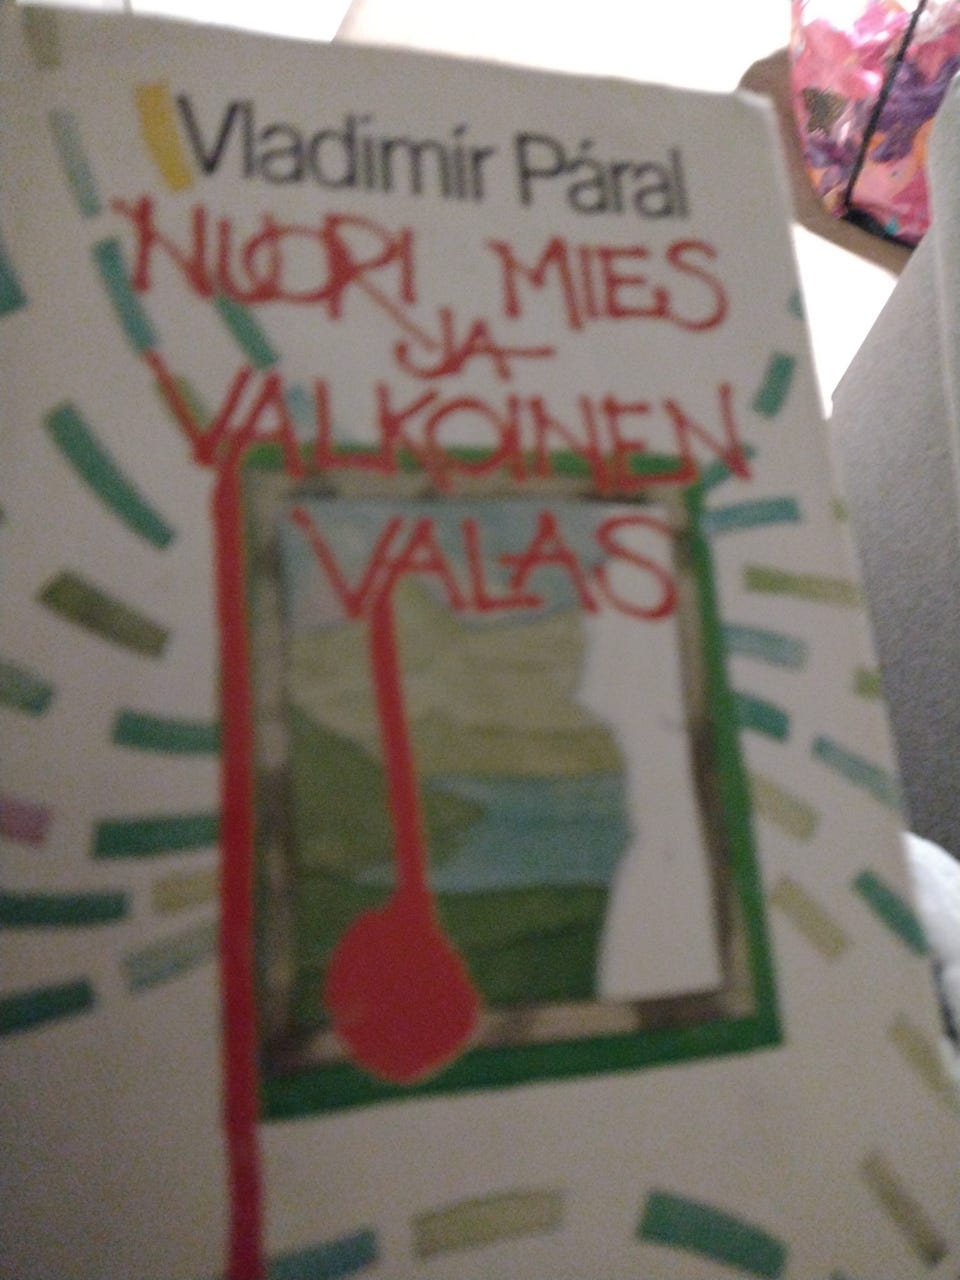 Vladimír Páral
NUORI MIES
JA
VALKOINEN
VALAS